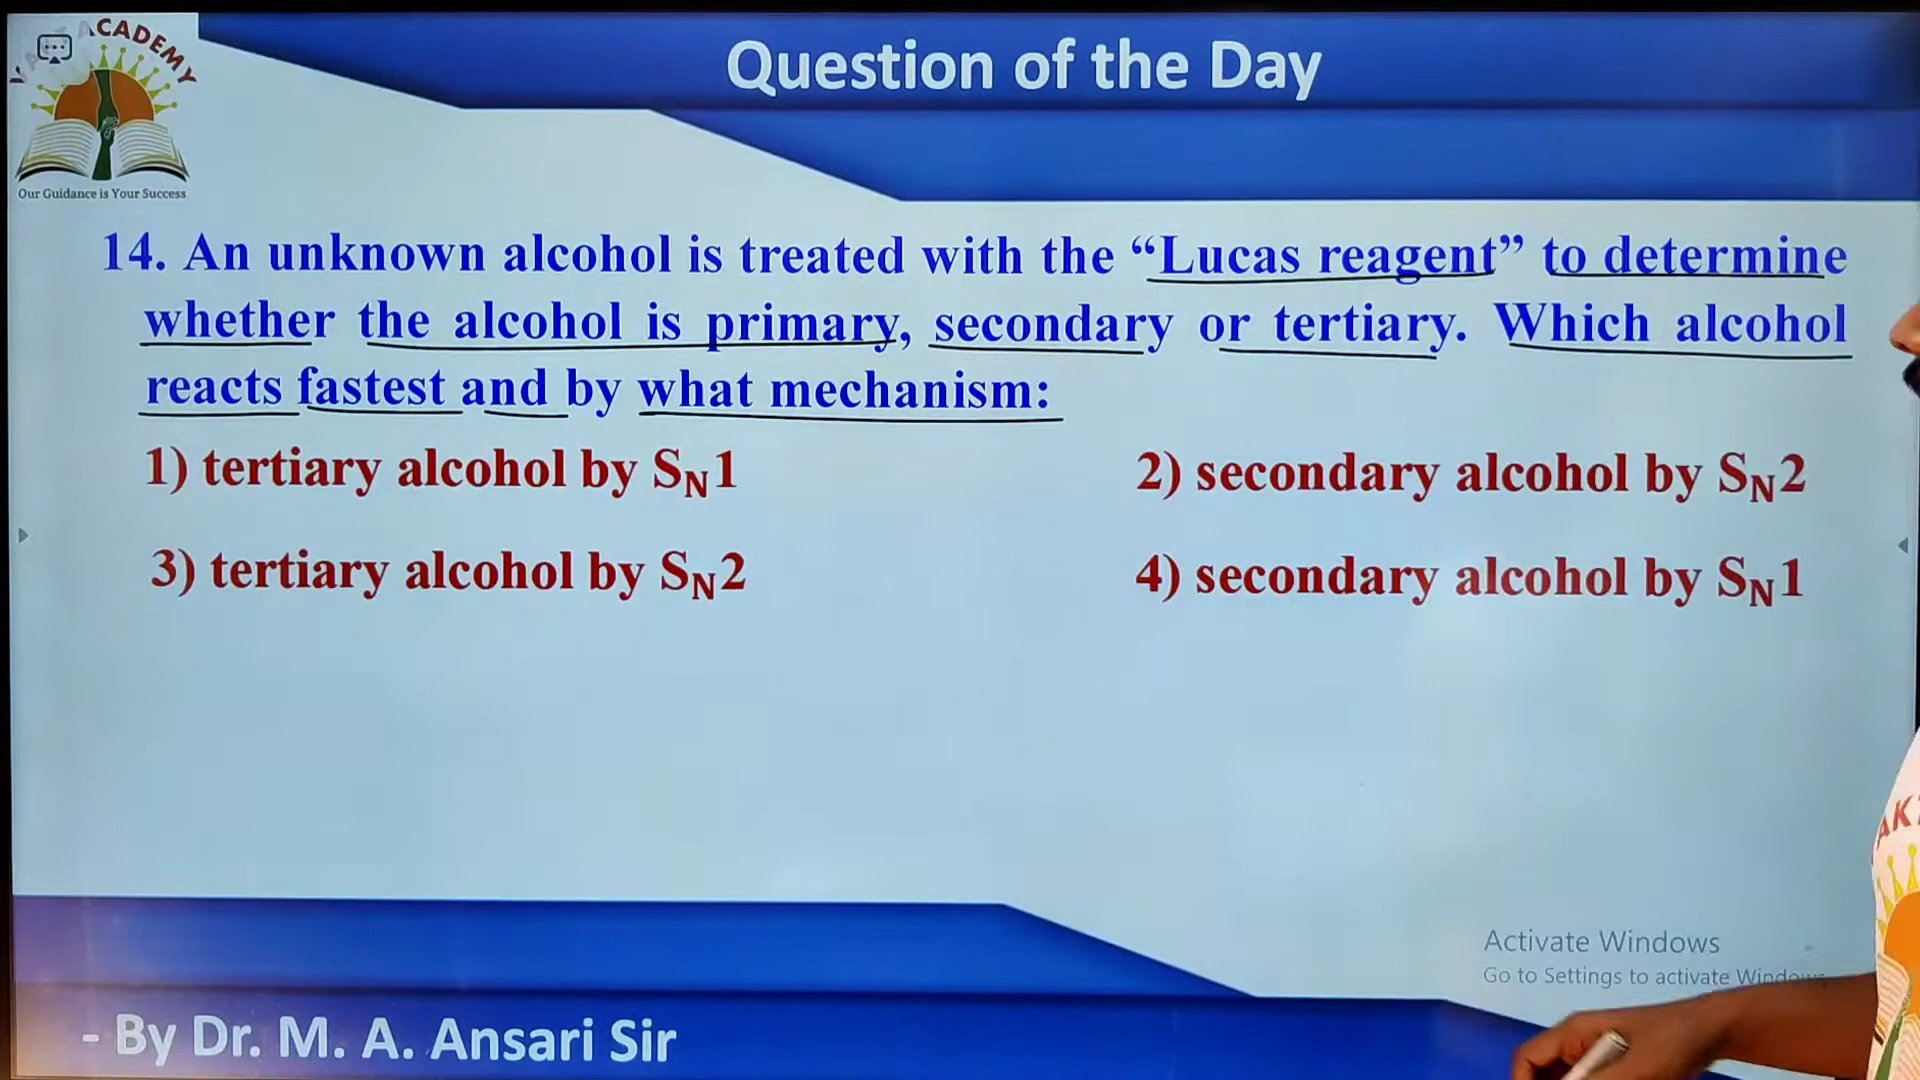 ACADEMY
Our Guidance is Your Success
Question of the Day
14. An unknown alcohol is treated with the “Lucas reagent” to determine
whether the alcohol is primary, secondary or tertiary. Which alcohol
reacts fastest and by what mechanism:
1) tertiary alcohol by SN1
2) secondary alcohol by SN2
3) tertiary alcohol by SN2
4) secondary alcohol by SN1
Activate Windows
Go to Settings to activate Windows
- By Dr. M. A. Ansari Sir